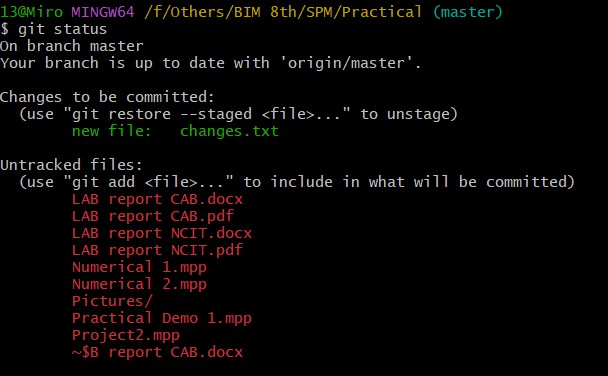 13@Miro MINGW64 /f/Others/BIM 8th/SPM/Practical (master)
$ git status
On branch master
Your branch is up to date with 'origin/master'.

Changes to be committed:
  (use "git restore --staged <file>..." to unstage)
        new file:   changes.txt

Untracked files:
  (use "git add <file>..." to include in what will be committed)
        LAB report CAB.docx
        LAB report CAB.pdf
        LAB report NCIT.docx
        LAB report NCIT.pdf
        Numerical 1.mpp
        Numerical 2.mpp
        Pictures/
        Practical Demo 1.mpp
        Project2.mpp
        ~$B report CAB.docx